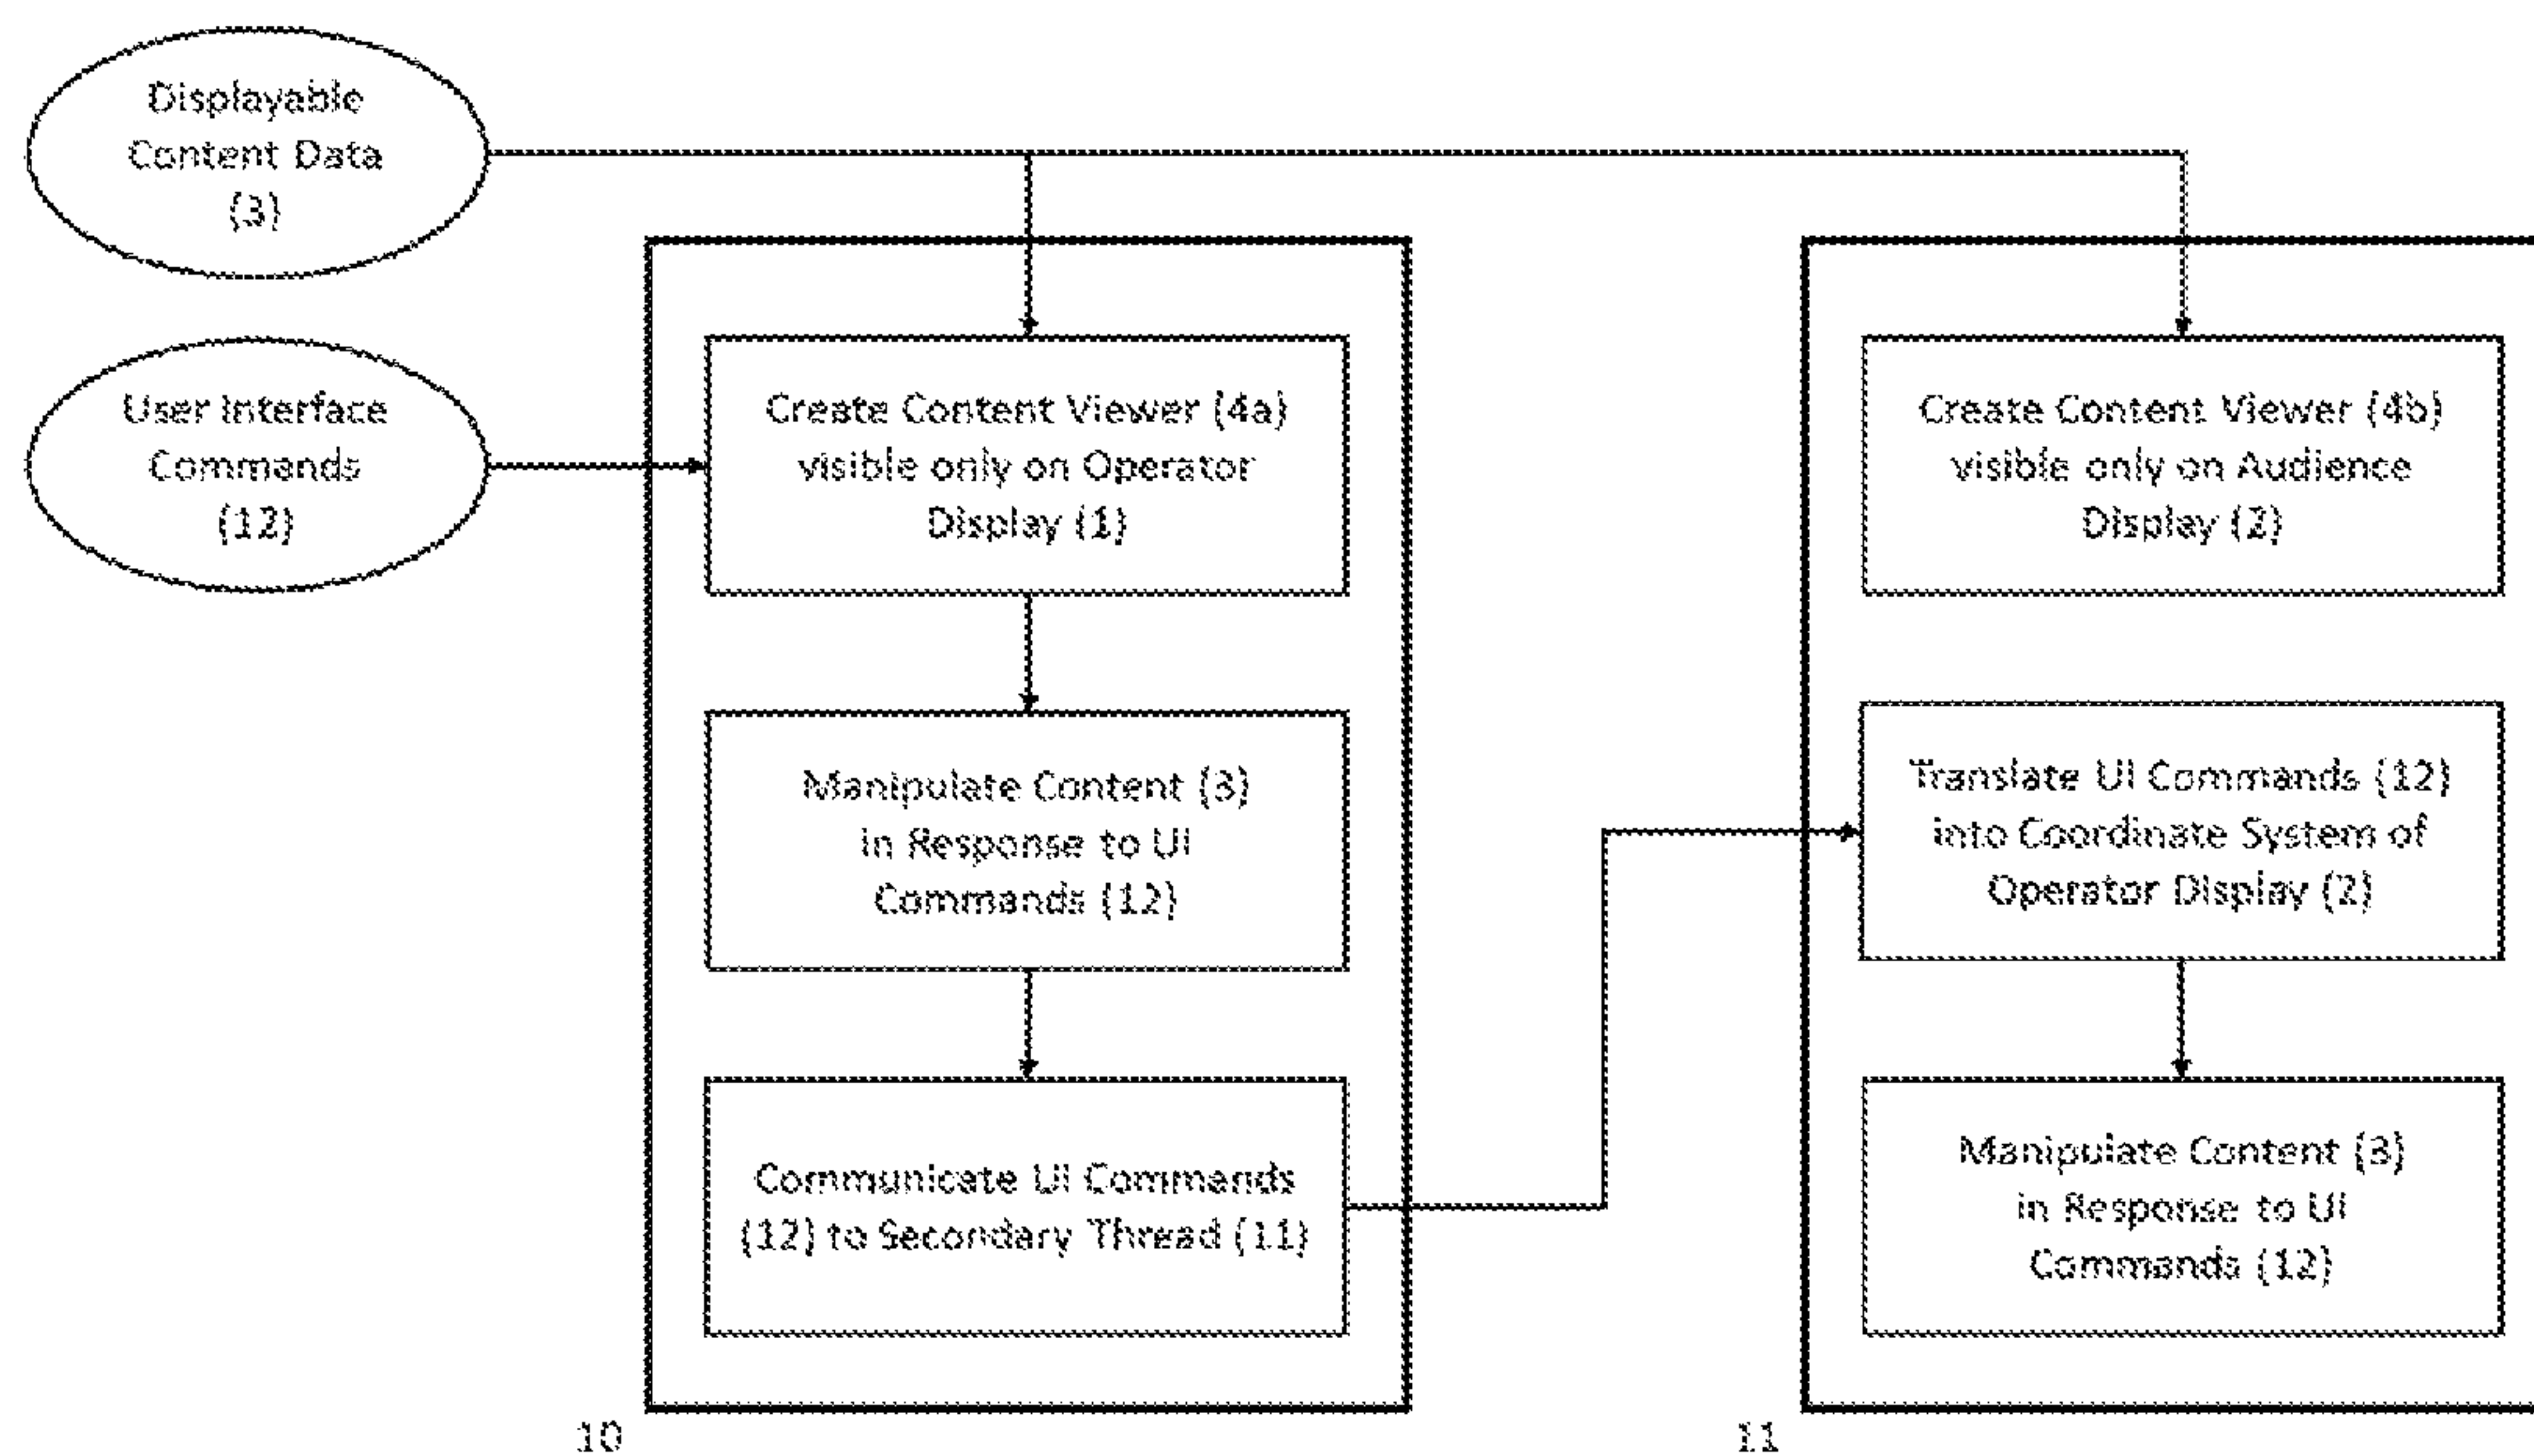 Displayable
Content Data
(3)
User Interface
Commands
(12)
Create Content Viewer (4a)
visible only on Operator
Display (1)
Manipulate Content (3)
in Response to UI
Commands (12)
Communicate UI Commands
(12) to Secondary Thread (11)
10
Create Content Viewer (4b)
visible only on Audience
Display (2)
Translate UI Commands (12)
into Coordinate System of
Operator Display (2)
Manipulate Content (3)
in Response to UI
Commands (12)
11